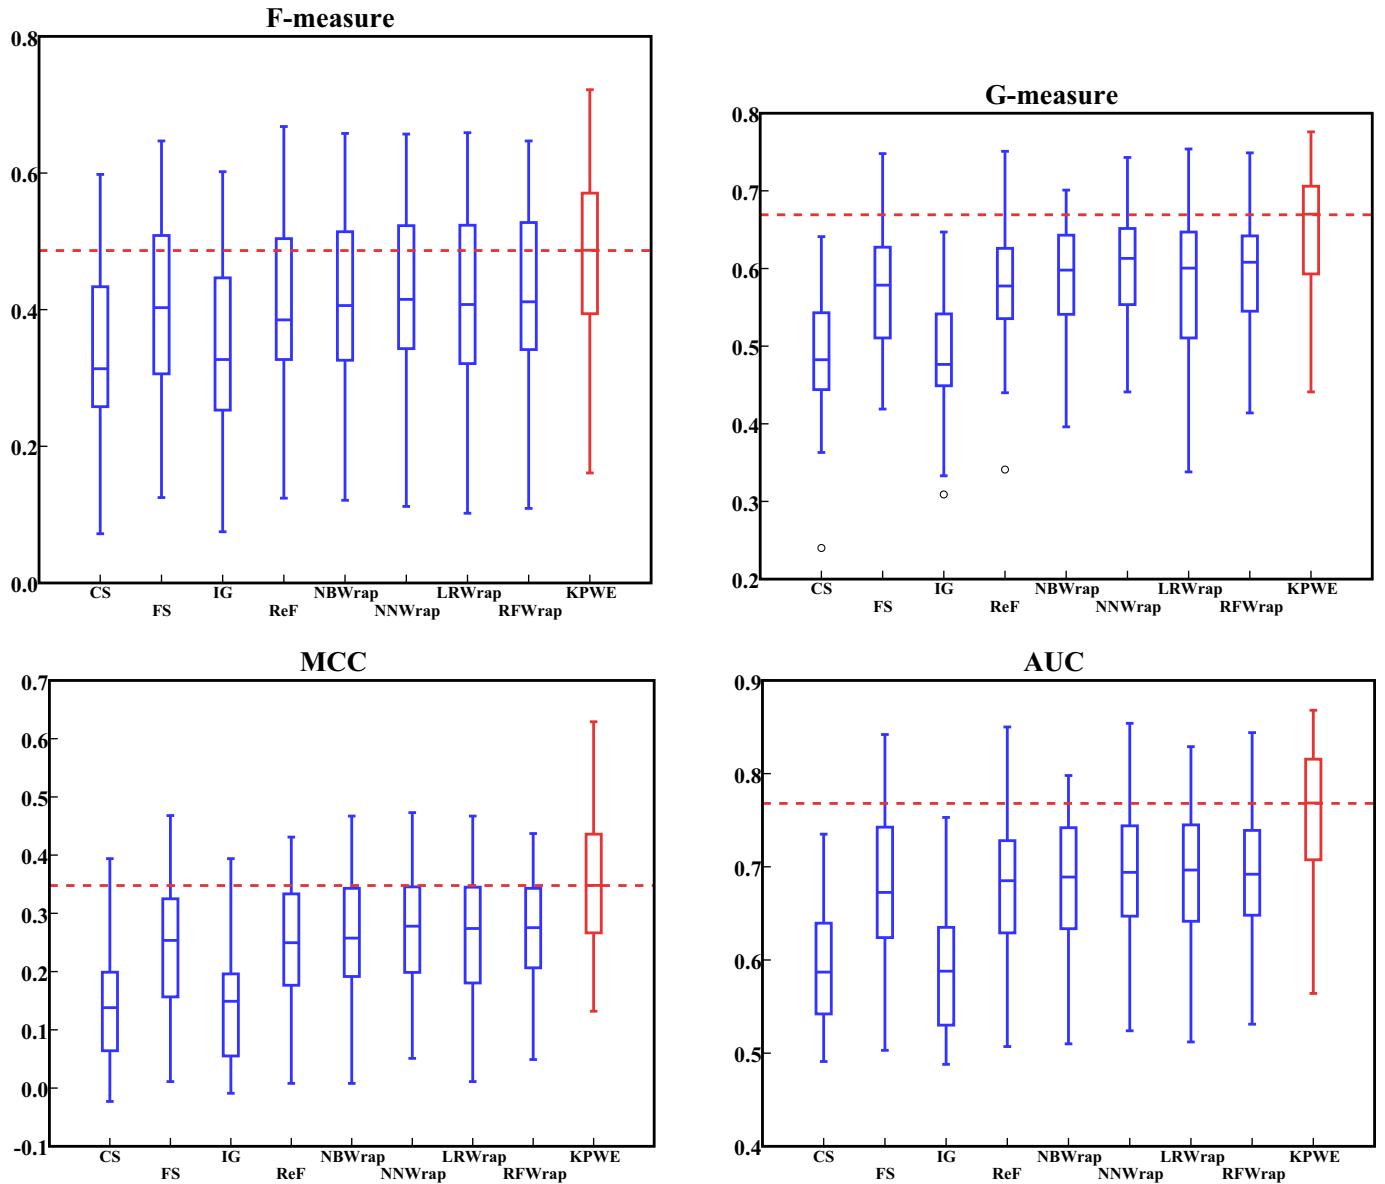 F-measure
0.8
0.6
0.4
0.2
0.0
CS IG NBWrap LRWrap KPWE
FS ReF NNWrap RFWrap
G-measure
0.8
0.7
0.6
0.5
0.4
0.3
0.2
CS IG NBWrap LRWrap KPWE
FS ReF NNWrap RFWrap
MCC
0.7
0.6
0.5
0.4
0.3
0.2
0.1
0.0
-0.1
CS IG NBWrap LRWrap KPWE
FS ReF NNWrap RFWrap
AUC
0.9
0.8
0.7
0.6
0.5
0.4
CS IG NBWrap LRWrap KPWE
FS ReF NNWrap RFWrap